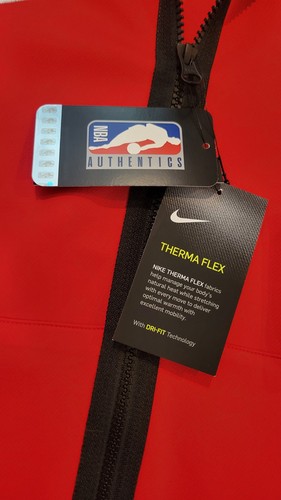 NBA
AUTHENTICS
THERMA FLEX
NIKE THERMA FLEX fabrics
help manage your body's
natural heat while stretching
with every move to deliver
optimal warmth with
excellent mobility.
With DRI-FIT Technology